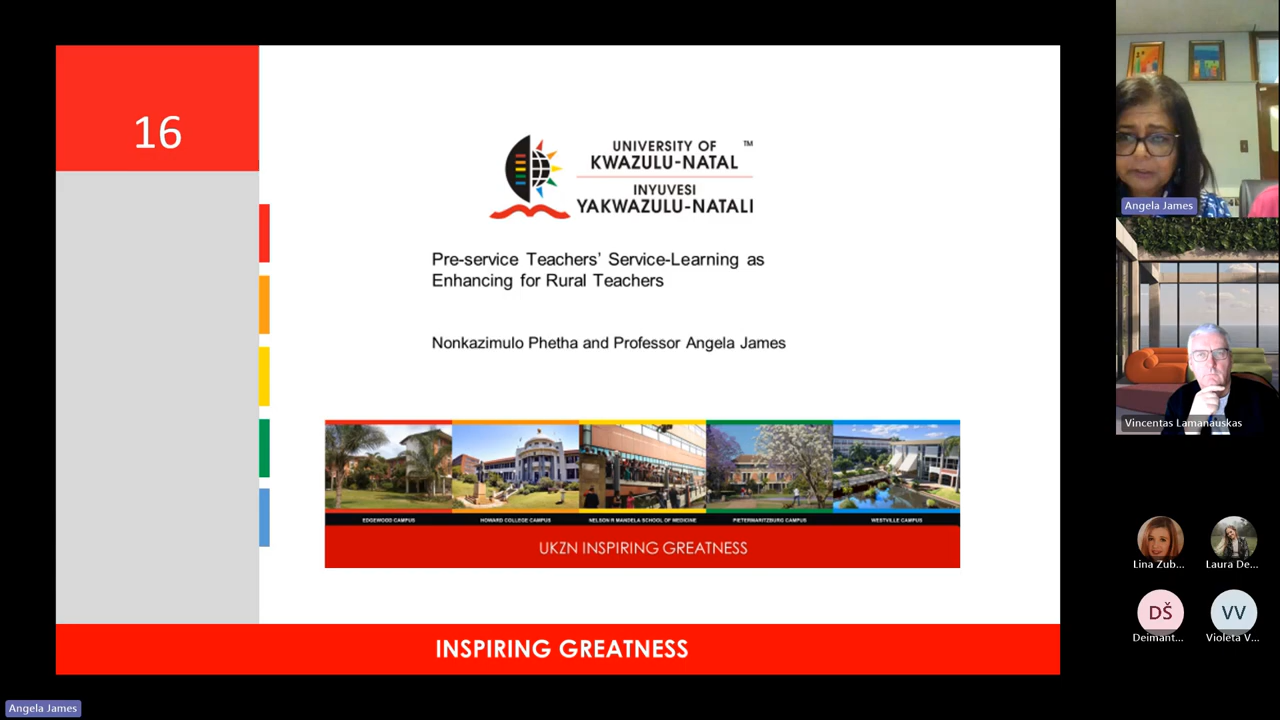 16
UNIVERSITY OF
KWAZULU-NATAL
TM
INYUVESI
YAKWAZULU-NATALI
Pre-service Teachers’ Service-Learning as
Enhancing for Rural Teachers
Nonkazimulo Phetha and Professor Angela James
EDGEWOOD CAMPUS
HOWARD COLLEGE CAMPUS
NELSON R MANDELA SCHOOL OF MEDICINE
PIETERMARITZBURG CAMPUS
WESTVILLE CAMPUS
UKZN INSPIRING GREATNESS
INSPIRING GREATNESS
Angela James
Vincentas Lamanauskas
Lina Zub...
Laura De...
DŠ
VV
Deimant...
Violeta V...
Angela James